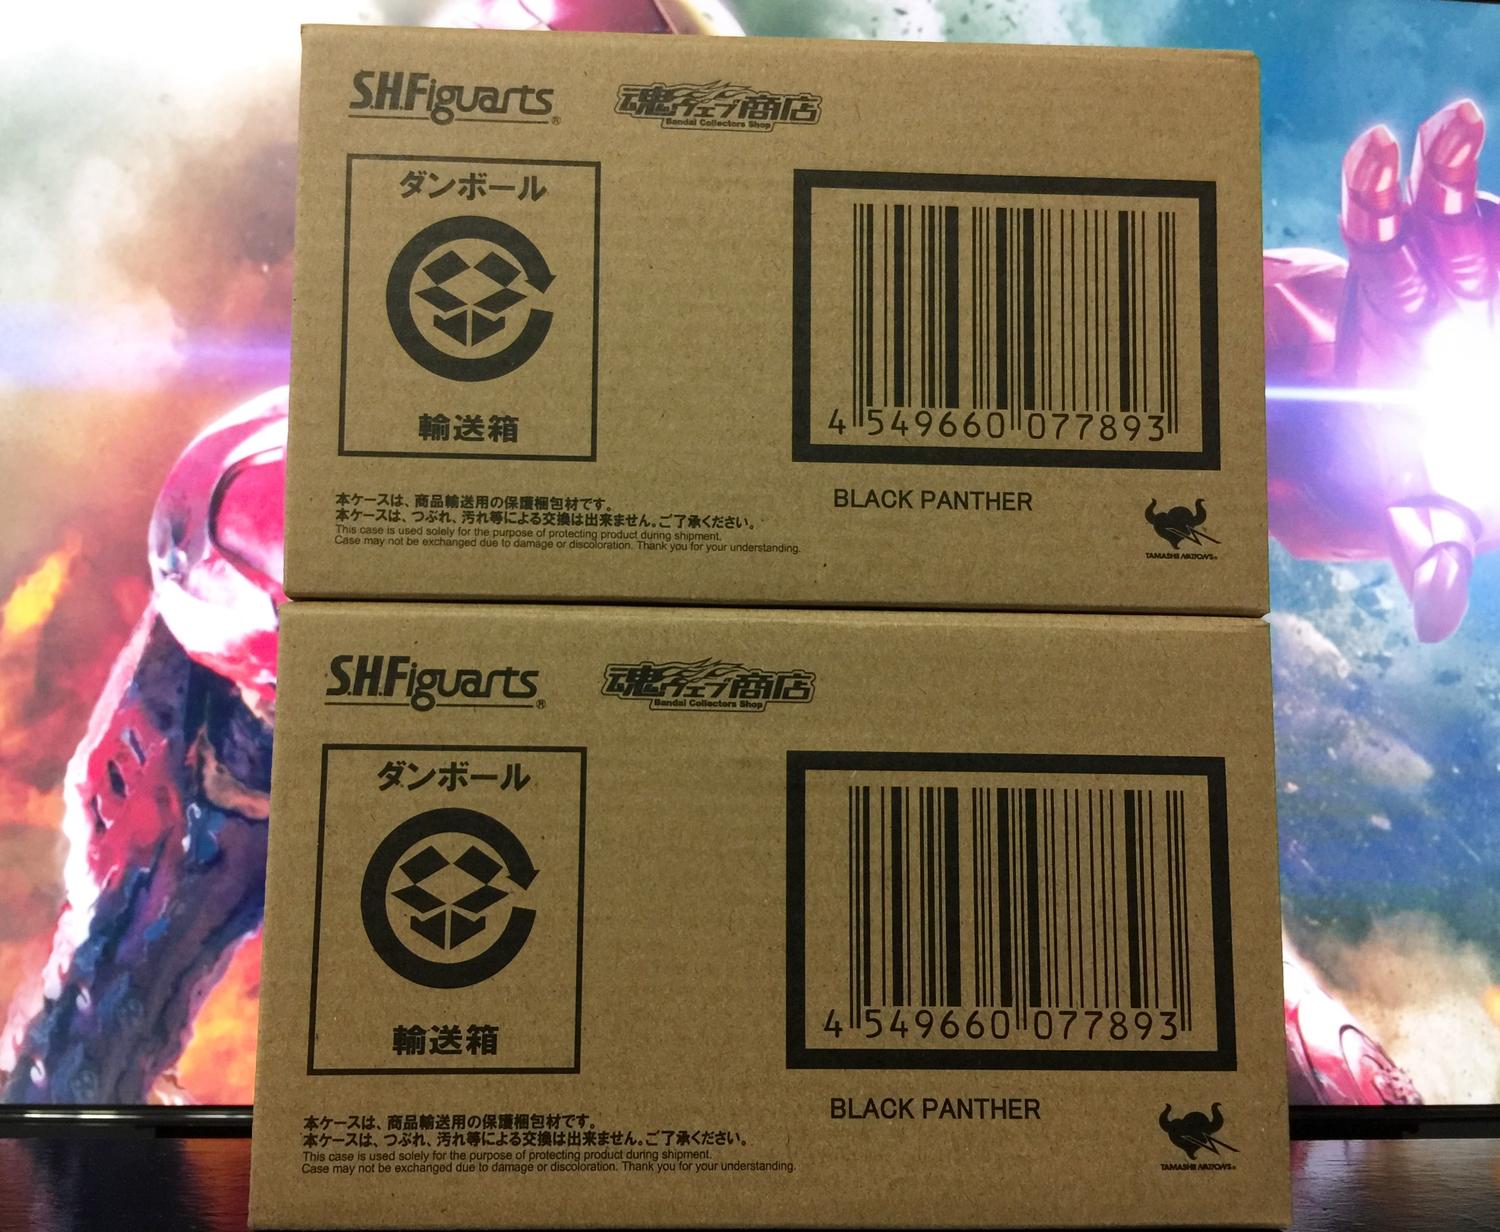 S.H.Figuarts®
魂ウェブ商店
Bandai Collectors Shop
ダンボール
輸送箱
4 549660 077893
BLACK PANTHER
本ケースは、商品輸送用の保護梱包材です。
本ケースは、つぶれ、汚れ等による交換は出来ません。ご了承ください。
This case is used solely for the purpose of protecting product during shipment.
Case may not be exchanged due to damage or discoloration. Thank you for your understanding.
TAMASHII NATIONS®
S.H.Figuarts®
魂ウェブ商店
Bandai Collectors Shop
ダンボール
輸送箱
4 549660 077893
BLACK PANTHER
本ケースは、商品輸送用の保護梱包材です。
本ケースは、つぶれ、汚れ等による交換は出来ません。ご了承ください。
This case is used solely for the purpose of protecting product during shipment.
Case may not be exchanged due to damage or discoloration. Thank you for your understanding.
TAMASHII NATIONS®